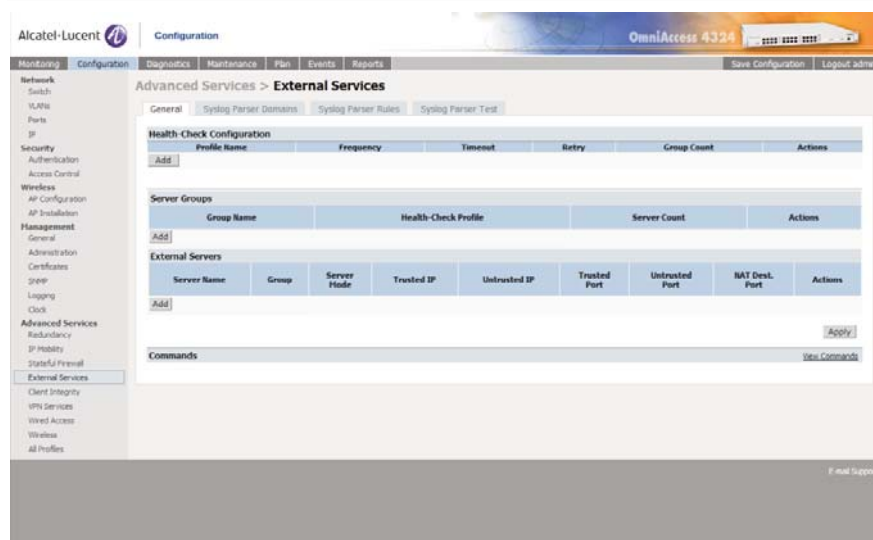 Alcatel·Lucent
Configuration
OmniAccess 4324
Monitoring Configuration Diagnostics Maintenance Plan Events Reports Save Configuration Logout admi
Network
Switch
VLANs
Ports
IP
Security
Authentication
Access Control
Wireless
AP Configuration
AP Installation
Management
General
Administration
Certificates
SNMP
Logging
Clock
Advanced Services
Redundancy
IP Mobility
Stateful Firewall
External Services
Client Integrity
VPN Services
Wired Access
Wireless
All Profiles
Advanced Services > External Services
General Syslog Parser Domains Syslog Parser Rules Syslog Parser Test
Health-Check Configuration
Profile Name Frequency Timeout Retry Group Count Actions
Add
Server Groups
Group Name Health-Check Profile Server Count Actions
Add
External Servers
Server Name Group Server Mode Trusted IP Untrusted IP Trusted Port Untrusted Port NAT Dest. Port Actions
Add
Apply
Commands View Commands
E-mail Suppo